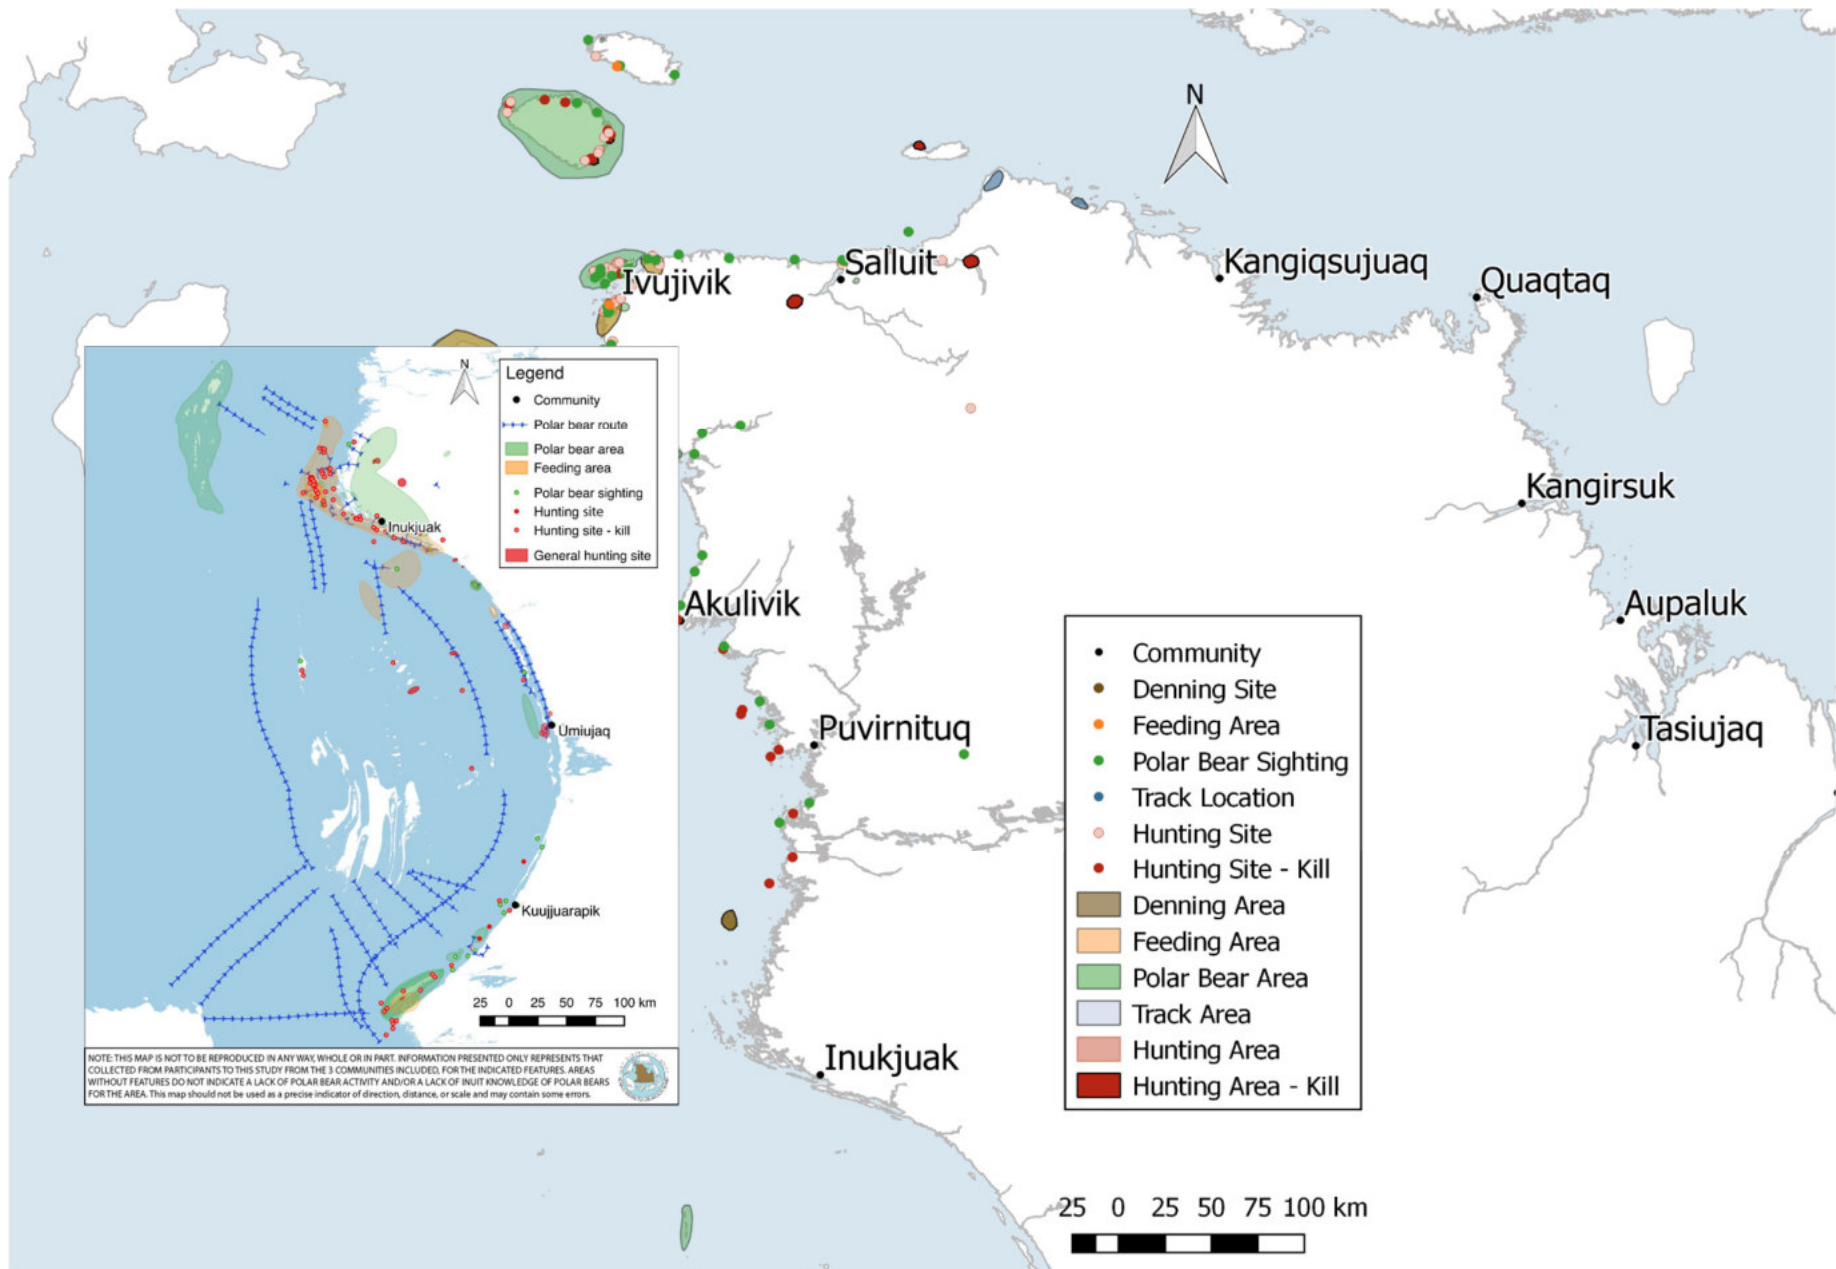 N
Ivujivik
Salluit
Kangiqsujuaq
Quaqtaq
Kangirsuk
Akulivik
Aupaluk
Puvirnituq
Tasiujaq
Inukjuak
Community
Denning Site
Feeding Area
Polar Bear Sighting
Track Location
Hunting Site
Hunting Site - Kill
Denning Area
Feeding Area
Polar Bear Area
Track Area
Hunting Area
Hunting Area - Kill
25 0 25 50 75 100 km
N
Legend
Community
Polar bear route
Polar bear area
Feeding area
Polar bear sighting
Hunting site
Hunting site - kill
General hunting site
Inukjuak
Umiujaq
Kuujjuarapik
25 0 25 50 75 100 km
NOTE: THIS MAP IS NOT TO BE REPRODUCED IN ANY WAY, WHOLE OR IN PART. INFORMATION PRESENTED ONLY REPRESENTS THAT
COLLECTED FROM PARTICIPANTS TO THIS STUDY FROM THE 3 COMMUNITIES INCLUDED, FOR THE INDICATED FEATURES. AREAS
WITHOUT FEATURES DO NOT INDICATE A LACK OF POLAR BEAR ACTIVITY AND/OR A LACK OF INUIT KNOWLEDGE OF POLAR BEARS
FOR THE AREA. This map should not be used as a precise indicator of direction, distance, or scale and may contain some errors.